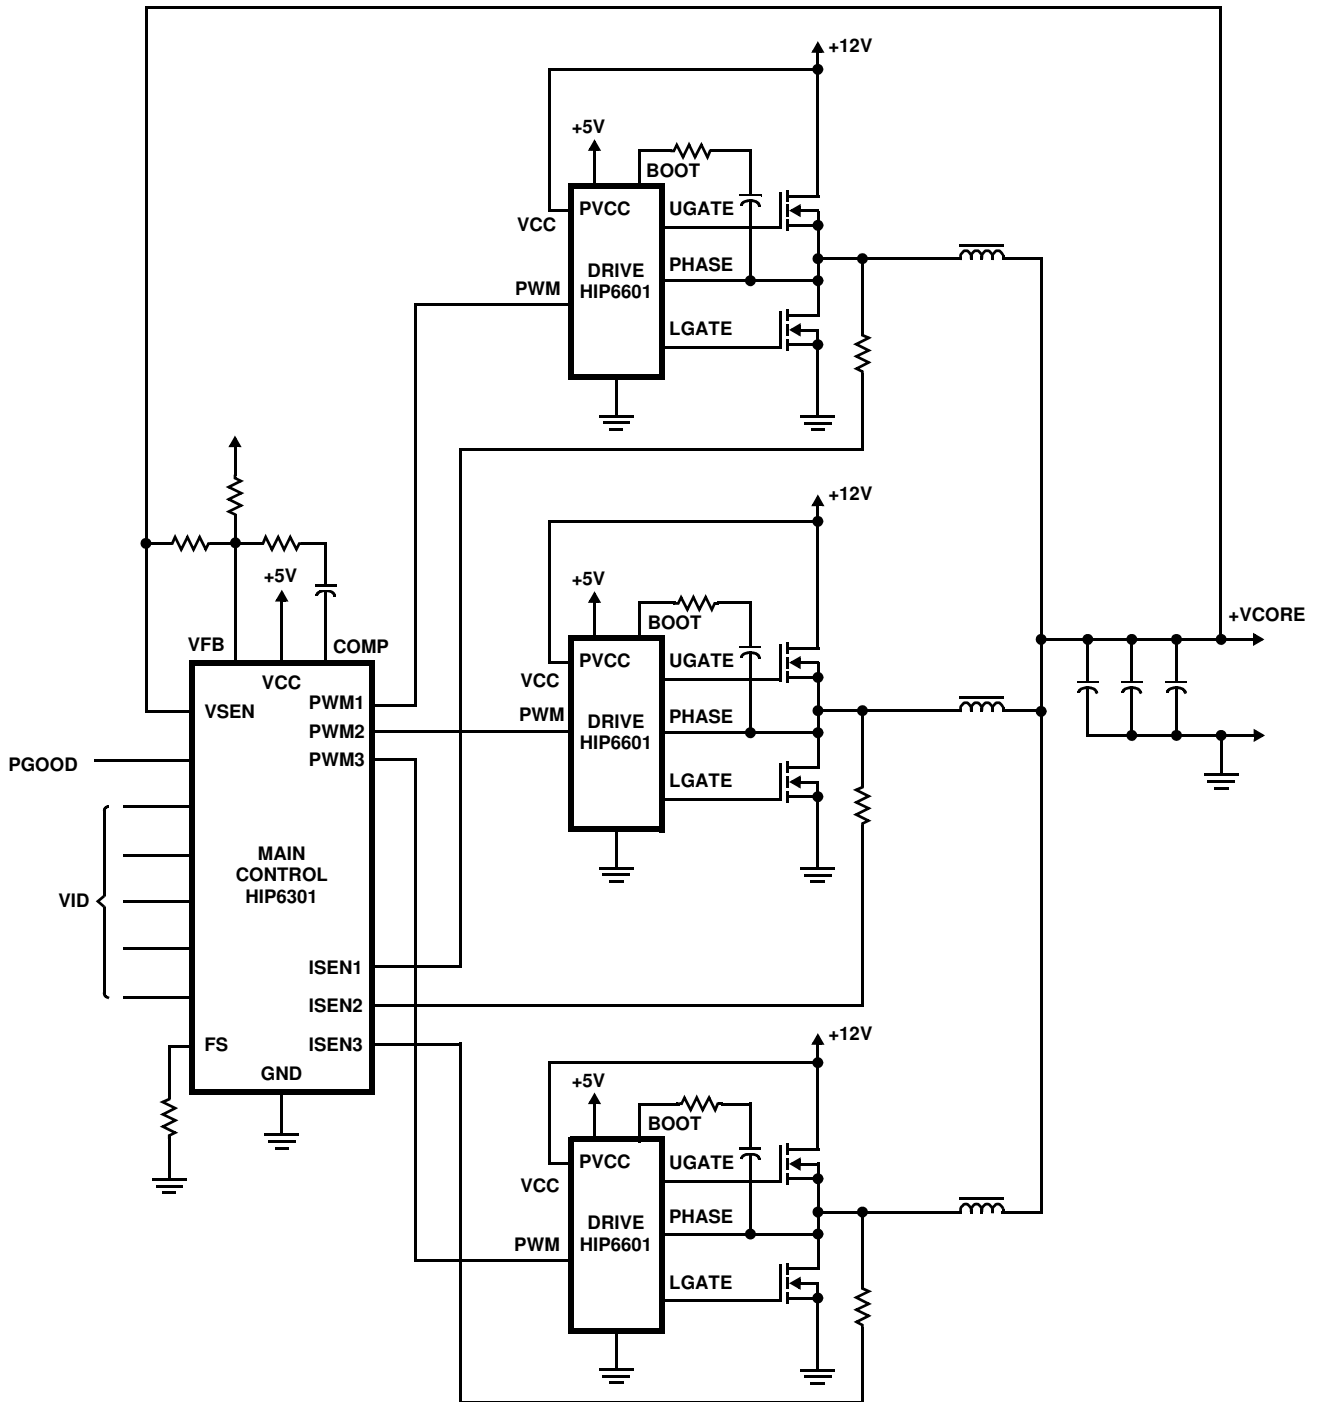 +12V
+5V
BOOT
PVCC
UGATE
VCC
DRIVE
HIP6601
PHASE
PWM
LGATE
+12V
+5V
BOOT
PVCC
UGATE
VCC
PWM
DRIVE
HIP6601
PHASE
LGATE
+VCORE
+5V
VFB
COMP
VCC
VSEN
PWM1
PWM2
PWM3
PGOOD
MAIN
CONTROL
HIP6301
VID
ISEN1
ISEN2
FS
ISEN3
GND
+12V
+5V
BOOT
PVCC
UGATE
VCC
DRIVE
HIP6601
PHASE
PWM
LGATE